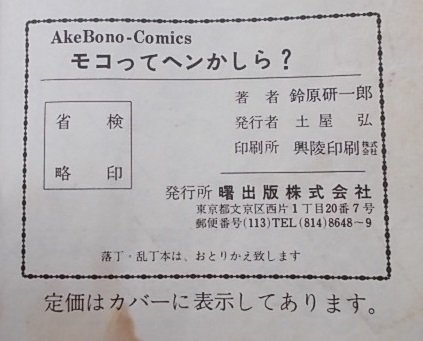 AkeBono-Comics
モコってヘンかしら？
検印
省略
著者 鈴原研一郎
発行者 土屋弘
印刷所 興陵印刷株式会社
発行所 曙出版株式会社
東京都文京区西片1丁目20番7号
郵便番号(113)TEL(814)8648～9
落丁・乱丁本は、おとりかえ致します
定価はカバーに表示してあります。